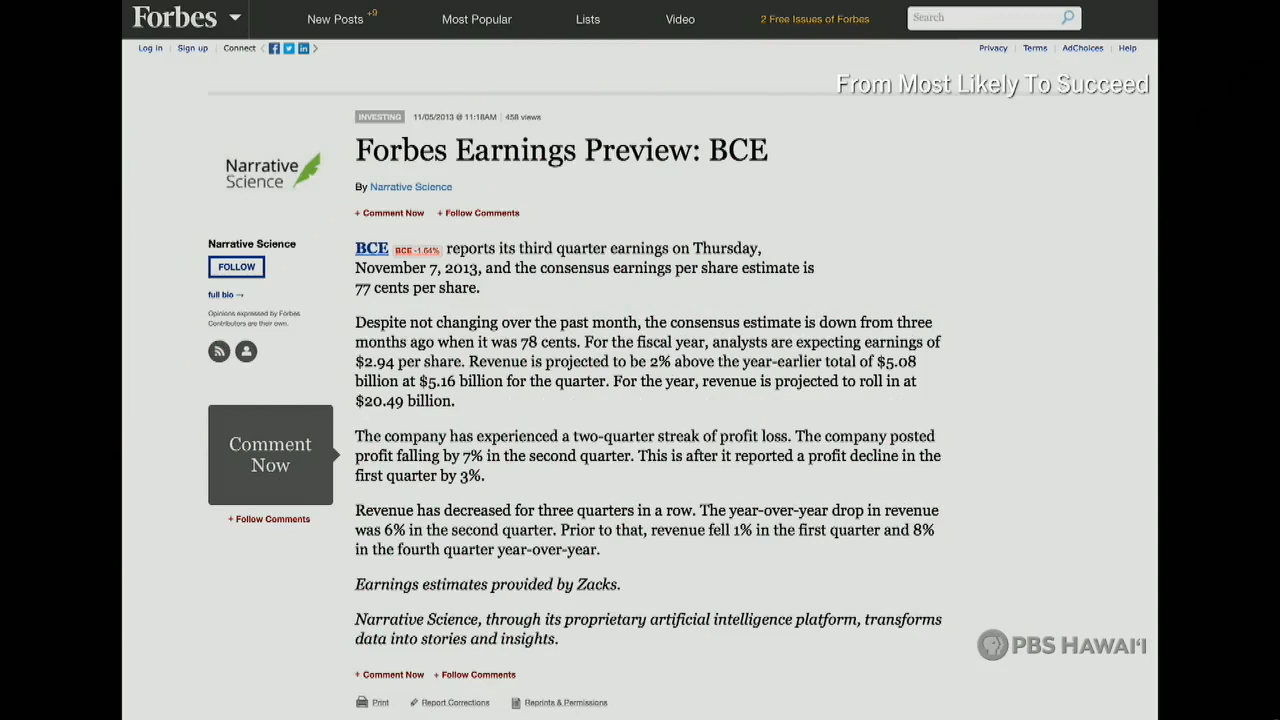 Forbes
New Posts +9
Most Popular
Lists
Video
2 Free Issues of Forbes
Search
Log in
Sign up
Connect
Privacy
Terms
AdChoices
Help
From Most Likely To Succeed
INVESTING 11/05/2013 @ 11:18AM 458 views
Forbes Earnings Preview: BCE
Narrative
Science
By Narrative Science
+ Comment Now + Follow Comments
Narrative Science
FOLLOW
full bio →
Opinions expressed by Forbes
Contributors are their own.
BCE BCE -1.64% reports its third quarter earnings on Thursday,
November 7, 2013, and the consensus earnings per share estimate is
77 cents per share.
Despite not changing over the past month, the consensus estimate is down from three
months ago when it was 78 cents. For the fiscal year, analysts are expecting earnings of
$2.94 per share. Revenue is projected to be 2% above the year-earlier total of $5.08
billion at $5.16 billion for the quarter. For the year, revenue is projected to roll in at
$20.49 billion.
Comment
Now
+ Follow Comments
The company has experienced a two-quarter streak of profit loss. The company posted
profit falling by 7% in the second quarter. This is after it reported a profit decline in the
first quarter by 3%.
Revenue has decreased for three quarters in a row. The year-over-year drop in revenue
was 6% in the second quarter. Prior to that, revenue fell 1% in the first quarter and 8%
in the fourth quarter year-over-year.
Earnings estimates provided by Zacks.
Narrative Science, through its proprietary artificial intelligence platform, transforms
data into stories and insights.
PBS HAWAIʻI
+ Comment Now + Follow Comments
Print
Report Corrections
Reprints & Permissions